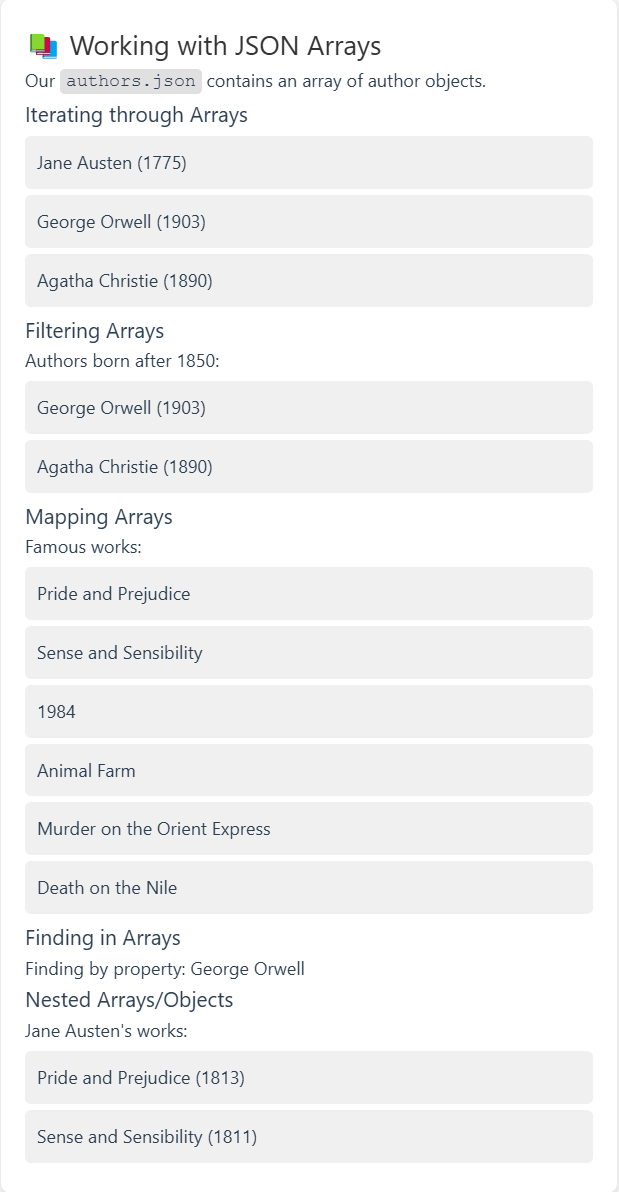 Working with JSON Arrays
Our authors.json contains an array of author objects.
Iterating through Arrays
Jane Austen (1775)
George Orwell (1903)
Agatha Christie (1890)
Filtering Arrays
Authors born after 1850:
George Orwell (1903)
Agatha Christie (1890)
Mapping Arrays
Famous works:
Pride and Prejudice
Sense and Sensibility
1984
Animal Farm
Murder on the Orient Express
Death on the Nile
Finding in Arrays
Finding by property: George Orwell
Nested Arrays/Objects
Jane Austen's works:
Pride and Prejudice (1813)
Sense and Sensibility (1811)